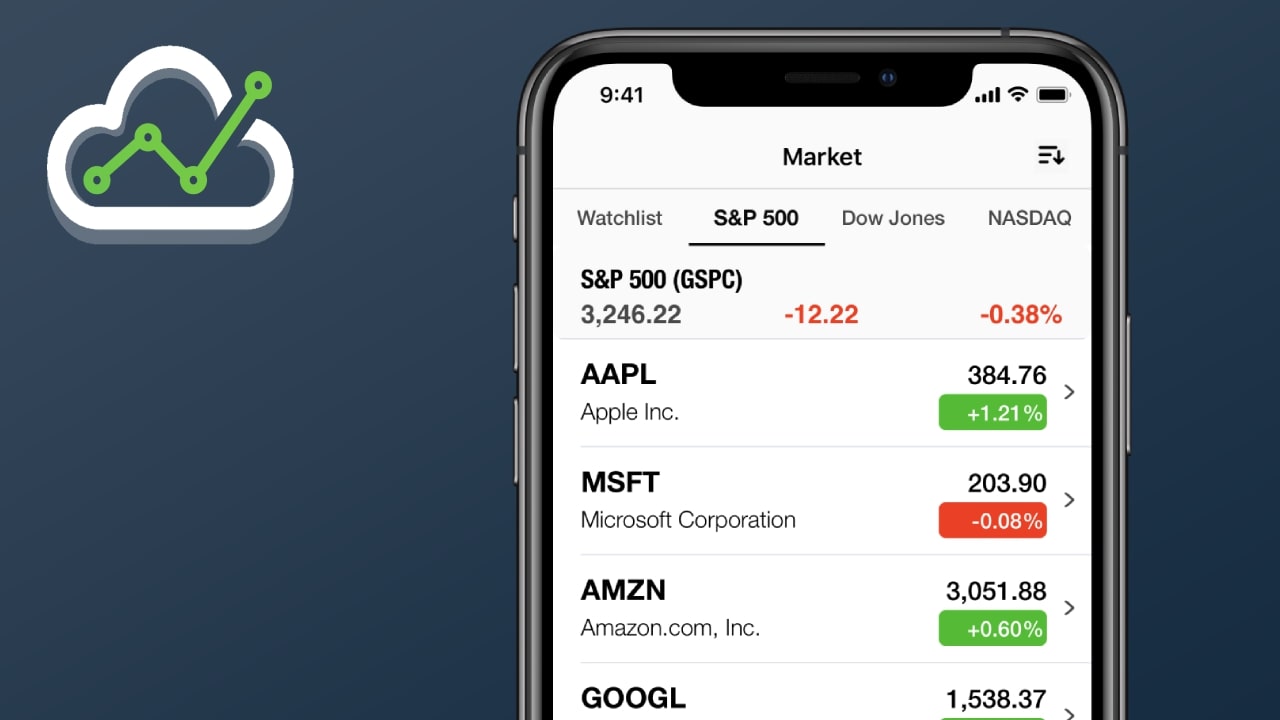 9:41
Market
Watchlist S&P 500 Dow Jones NASDAQ
S&P 500 (GSPC)
3,246.22 -12.22 -0.38%
AAPL 384.76
Apple Inc. +1.21%
MSFT 203.90
Microsoft Corporation -0.08%
AMZN 3,051.88
Amazon.com, Inc. +0.60%
GOOGL 1,538.37